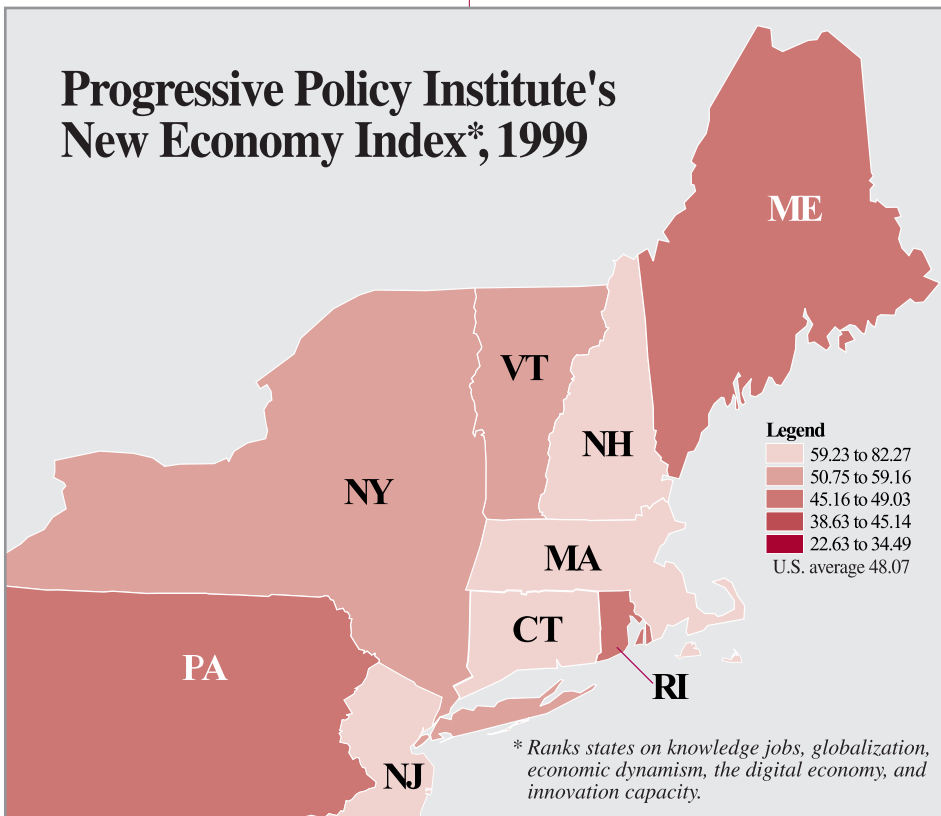 Progressive Policy Institute's
New Economy Index*, 1999
ME
VT
NH
NY
Legend
59.23 to 82.27
50.75 to 59.16
45.16 to 49.03
38.63 to 45.14
22.63 to 34.49
U.S. average 48.07
MA
CT
PA
RI
NJ
* Ranks states on knowledge jobs, globalization,
economic dynamism, the digital economy, and
innovation capacity.